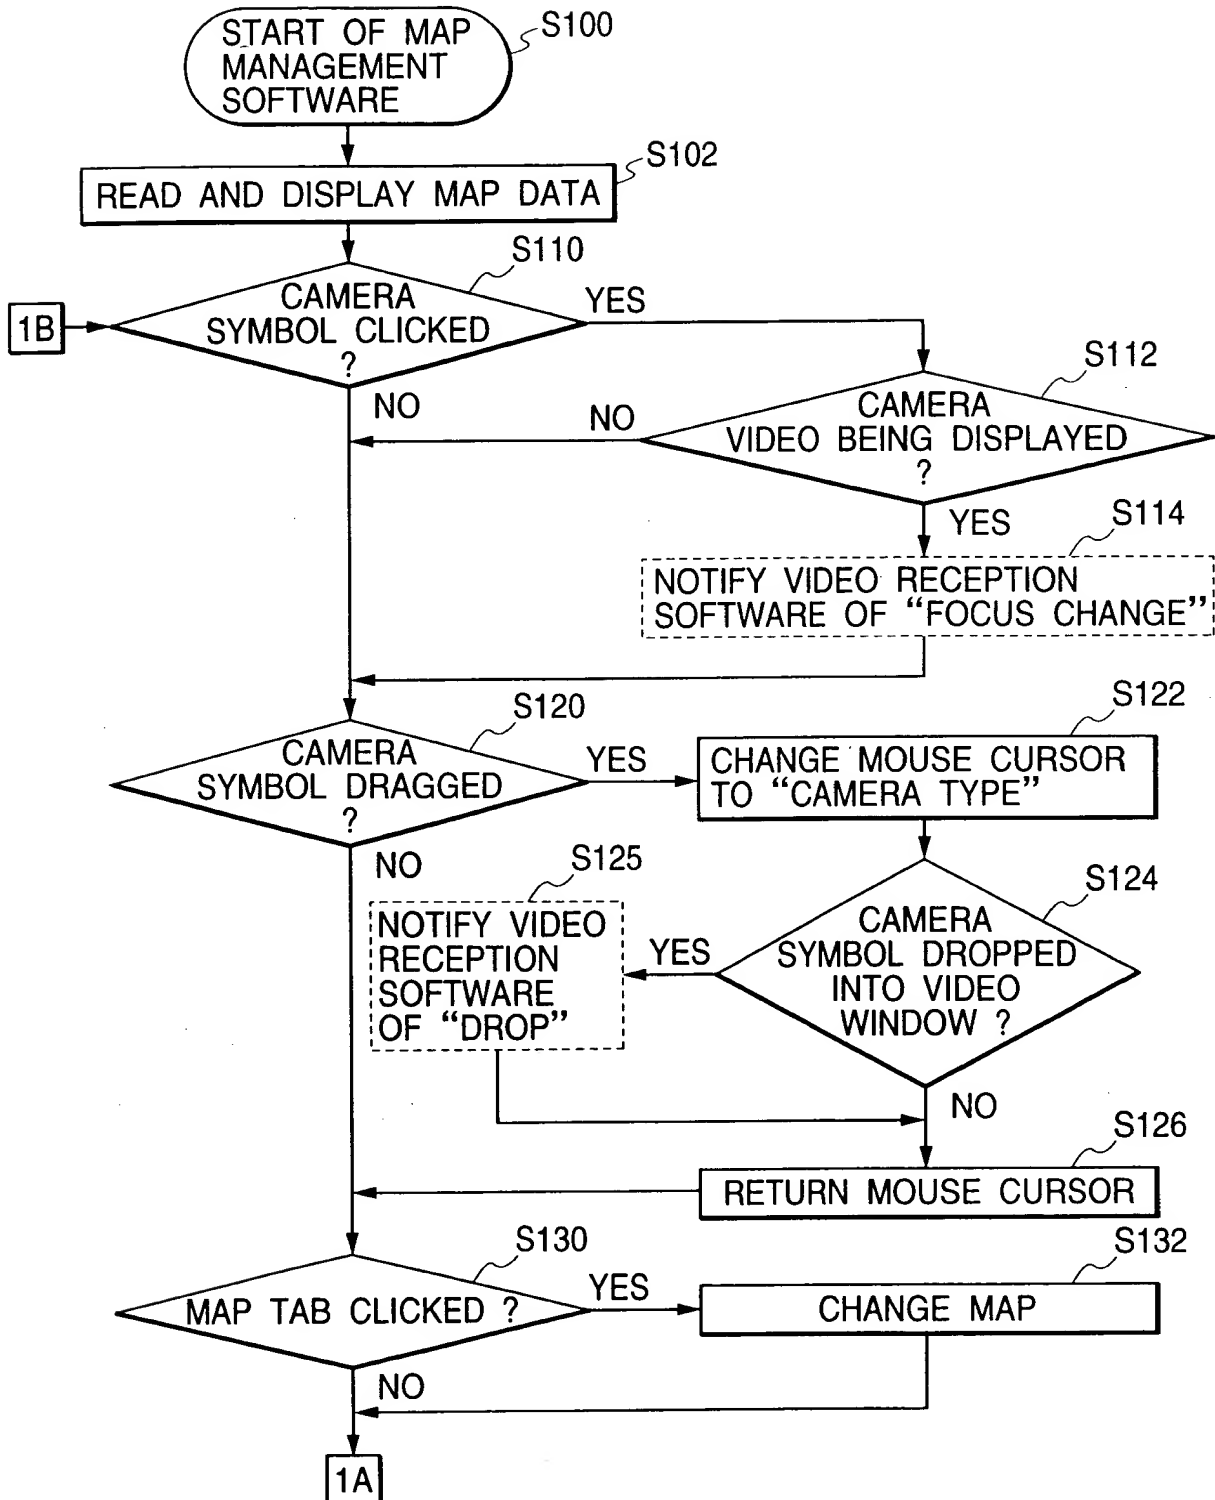 START OF MAP
MANAGEMENT
SOFTWARE
S100
READ AND DISPLAY MAP DATA
S102
S110
CAMERA
SYMBOL CLICKED
?
YES
1B
NO
S112
CAMERA
VIDEO BEING DISPLAYED
?
NO
YES
S114
NOTIFY VIDEO RECEPTION
SOFTWARE OF “FOCUS CHANGE”
S120
CAMERA
SYMBOL DRAGGED
?
YES
NO
S122
CHANGE MOUSE CURSOR
TO “CAMERA TYPE”
S124
CAMERA
SYMBOL DROPPED
INTO VIDEO
WINDOW ?
YES
NO
S125
NOTIFY VIDEO
RECEPTION
SOFTWARE
OF “DROP”
S126
RETURN MOUSE CURSOR
S130
MAP TAB CLICKED ?
YES
NO
S132
CHANGE MAP
1A